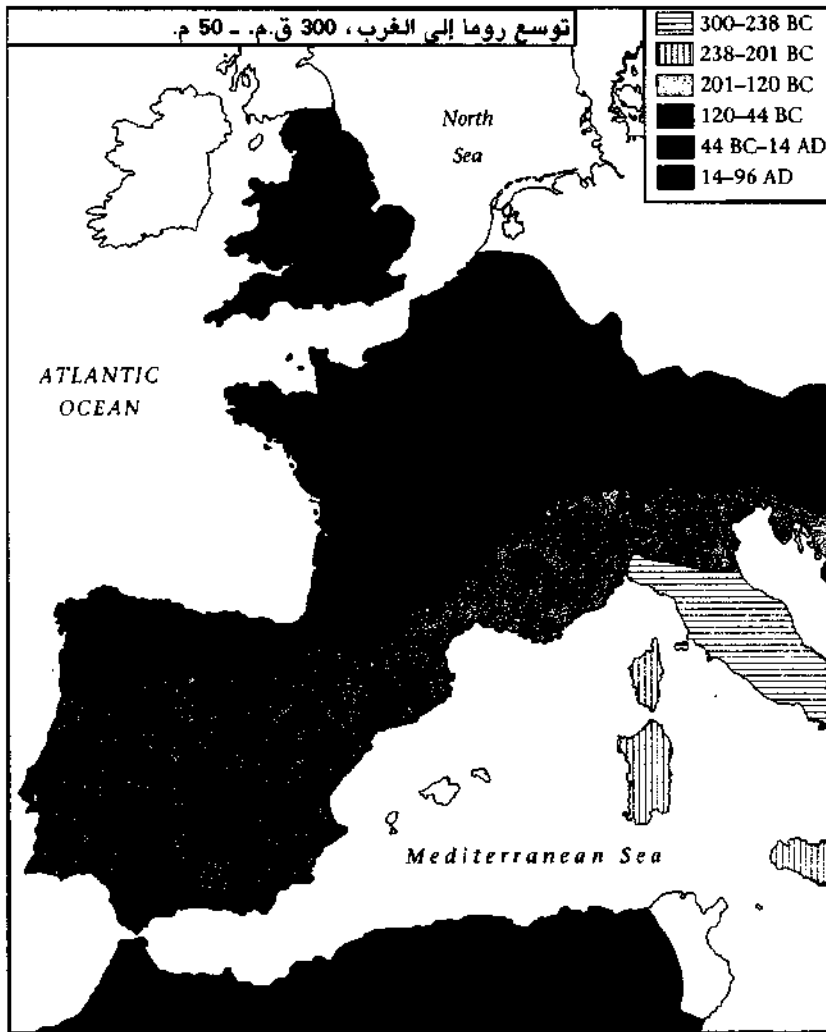 توسع روما إلى الغرب، 300 ق.م. ـ 50 م.
300–238 BC
238–201 BC
201–120 BC
120–44 BC
44 BC–14 AD
14–96 AD
North
Sea
ATLANTIC
OCEAN
Mediterranean Sea